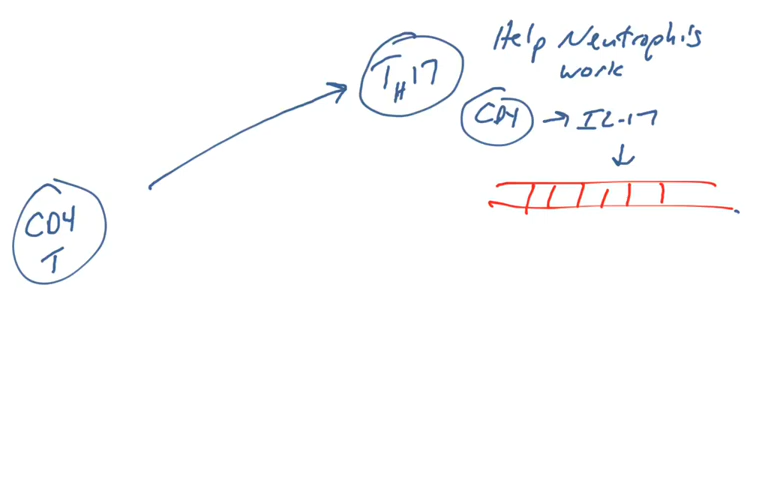 Help Neutrophils
work
TH17
CD4 → IL-17
↓
CD4
T